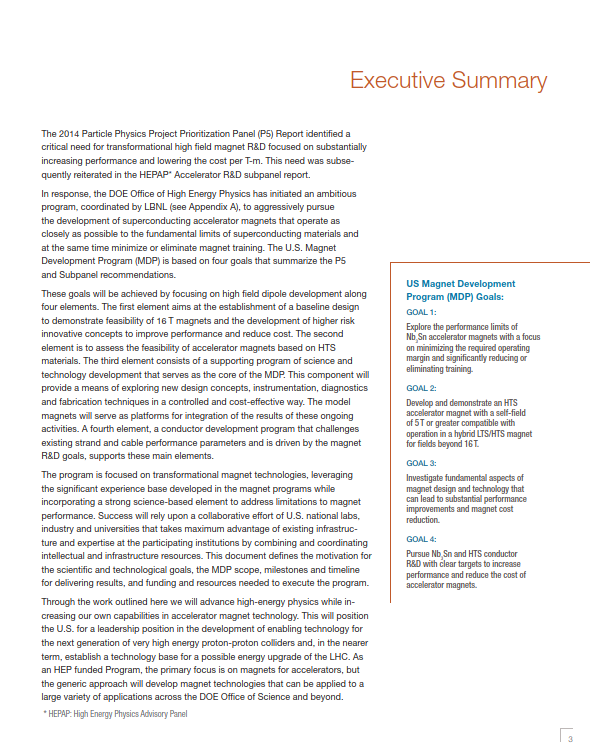 Executive Summary
The 2014 Particle Physics Project Prioritization Panel (P5) Report identified a
critical need for transformational high field magnet R&D focused on substantially
increasing performance and lowering the cost per T-m. This need was subse-
quently reiterated in the HEPAP* Accelerator R&D subpanel report.
In response, the DOE Office of High Energy Physics has initiated an ambitious
program, coordinated by LBNL (see Appendix A), to aggressively pursue
the development of superconducting accelerator magnets that operate as
closely as possible to the fundamental limits of superconducting materials and
at the same time minimize or eliminate magnet training. The U.S. Magnet
Development Program (MDP) is based on four goals that summarize the P5
and Subpanel recommendations.
These goals will be achieved by focusing on high field dipole development along
four elements. The first element aims at the establishment of a baseline design
to demonstrate feasibility of 16 T magnets and the development of higher risk
innovative concepts to improve performance and reduce cost. The second
element is to assess the feasibility of accelerator magnets based on HTS
materials. The third element consists of a supporting program of science and
technology development that serves as the core of the MDP. This component will
provide a means of exploring new design concepts, instrumentation, diagnostics
and fabrication techniques in a controlled and cost-effective way. The model
magnets will serve as platforms for integration of the results of these ongoing
activities. A fourth element, a conductor development program that challenges
existing strand and cable performance parameters and is driven by the magnet
R&D goals, supports these main elements.
The program is focused on transformational magnet technologies, leveraging
the significant experience base developed in the magnet programs while
incorporating a strong science-based element to address limitations to magnet
performance. Success will rely upon a collaborative effort of U.S. national labs,
industry and universities that takes maximum advantage of existing infrastruc-
ture and expertise at the participating institutions by combining and coordinating
intellectual and infrastructure resources. This document defines the motivation for
the scientific and technological goals, the MDP scope, milestones and timeline
for delivering results, and funding and resources needed to execute the program.
Through the work outlined here we will advance high-energy physics while in-
creasing our own capabilities in accelerator magnet technology. This will position
the U.S. for a leadership position in the development of enabling technology for
the next generation of very high energy proton-proton colliders and, in the nearer
term, establish a technology base for a possible energy upgrade of the LHC. As
an HEP funded Program, the primary focus is on magnets for accelerators, but
the generic approach will develop magnet technologies that can be applied to a
large variety of applications across the DOE Office of Science and beyond.
* HEPAP: High Energy Physics Advisory Panel
US Magnet Development
Program (MDP) Goals:
GOAL 1:
Explore the performance limits of
Nb3Sn accelerator magnets with a focus
on minimizing the required operating
margin and significantly reducing or
eliminating training.
GOAL 2:
Develop and demonstrate an HTS
accelerator magnet with a self-field
of 5 T or greater compatible with
operation in a hybrid LTS/HTS magnet
for fields beyond 16 T.
GOAL 3:
Investigate fundamental aspects of
magnet design and technology that
can lead to substantial performance
improvements and magnet cost
reduction.
GOAL 4:
Pursue Nb3Sn and HTS conductor
R&D with clear targets to increase
performance and reduce the cost of
accelerator magnets.
3